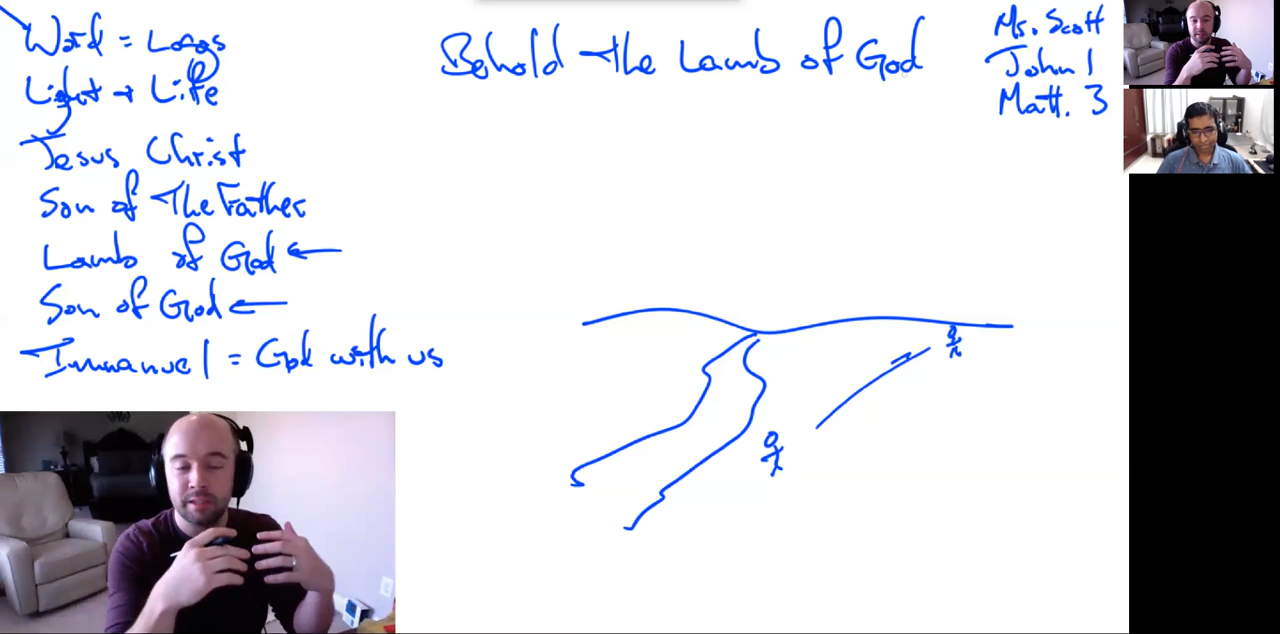 Behold The Lamb of God
Mr. Scott
John 1
Matt. 3
Word = Logos
Light + Life
Jesus Christ
Son of The Father
Lamb of God ←
Son of God ←
Immanuel = God with us